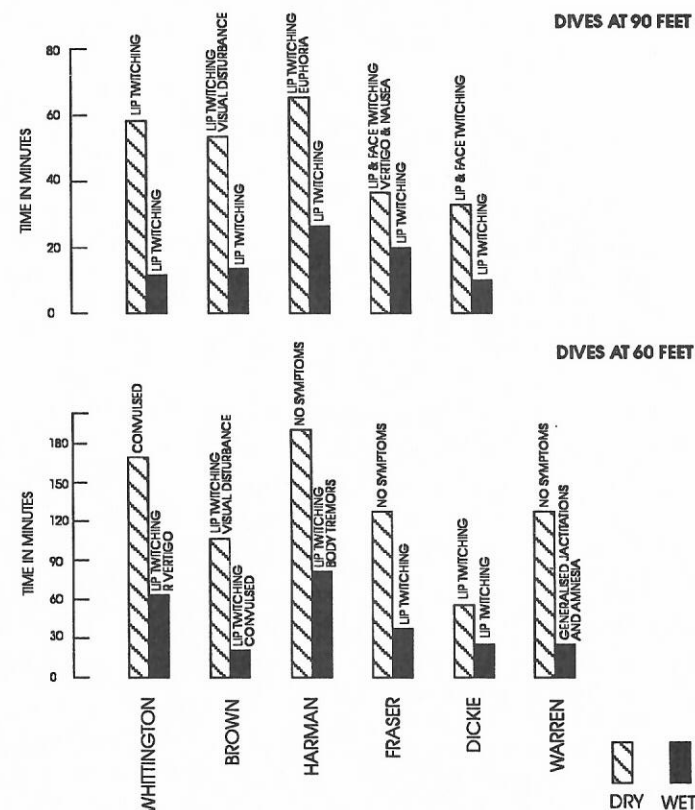 DIVES AT 90 FEET
TIME IN MINUTES
80
60
40
20
0
LIP TWITCHING
LIP TWITCHING
LIP TWITCHING
VISUAL DISTURBANCE
LIP TWITCHING
LIP TWITCHING
EUPHORIA
LIP TWITCHING
LIP & FACE TWITCHING
VERTIGO & NAUSEA
LIP TWITCHING
LIP & FACE TWITCHING
LIP TWITCHING
DIVES AT 60 FEET
TIME IN MINUTES
180
150
120
90
60
30
0
CONVULSED
LIP TWITCHING
R VERTIGO
LIP TWITCHING
VISUAL DISTURBANCE
LIP TWITCHING
CONVULSED
NO SYMPTOMS
LIP TWITCHING
BODY TREMORS
NO SYMPTOMS
LIP TWITCHING
LIP TWITCHING
LIP TWITCHING
NO SYMPTOMS
GENERALISED JACTITATIONS
AND AMNESIA
WHITTINGTON
BROWN
HARMAN
FRASER
DICKIE
WARREN
DRY WET